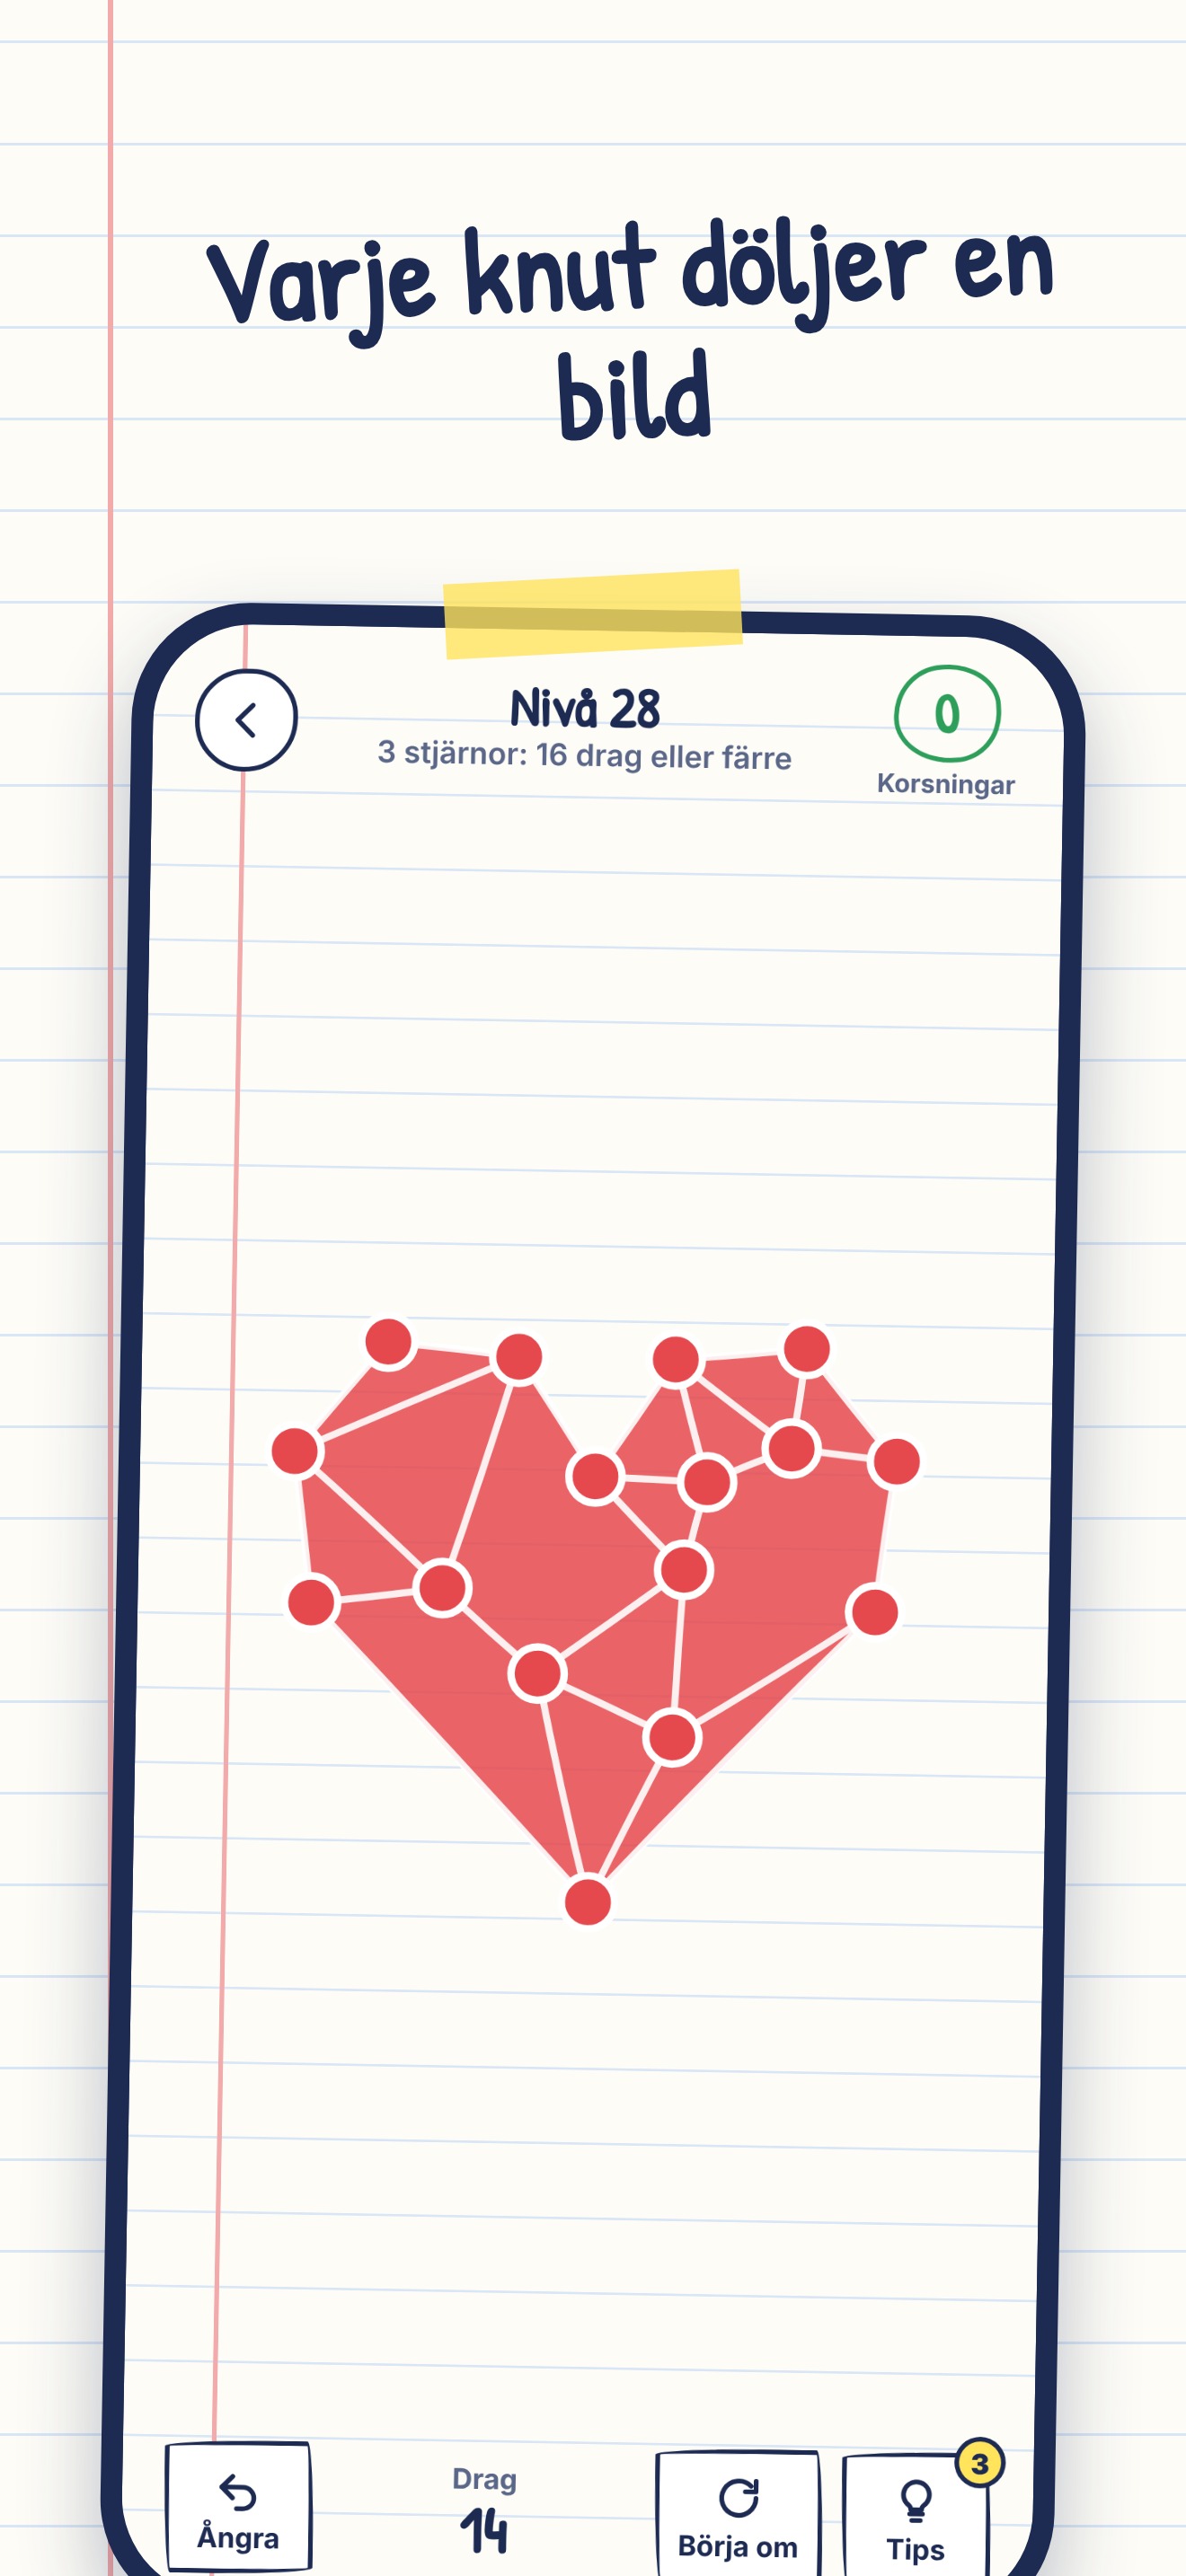 Varje knut döljer en
bild
Nivå 28
3 stjärnor: 16 drag eller färre
0
Korsningar
Ångra
Drag
14
Börja om
3
Tips